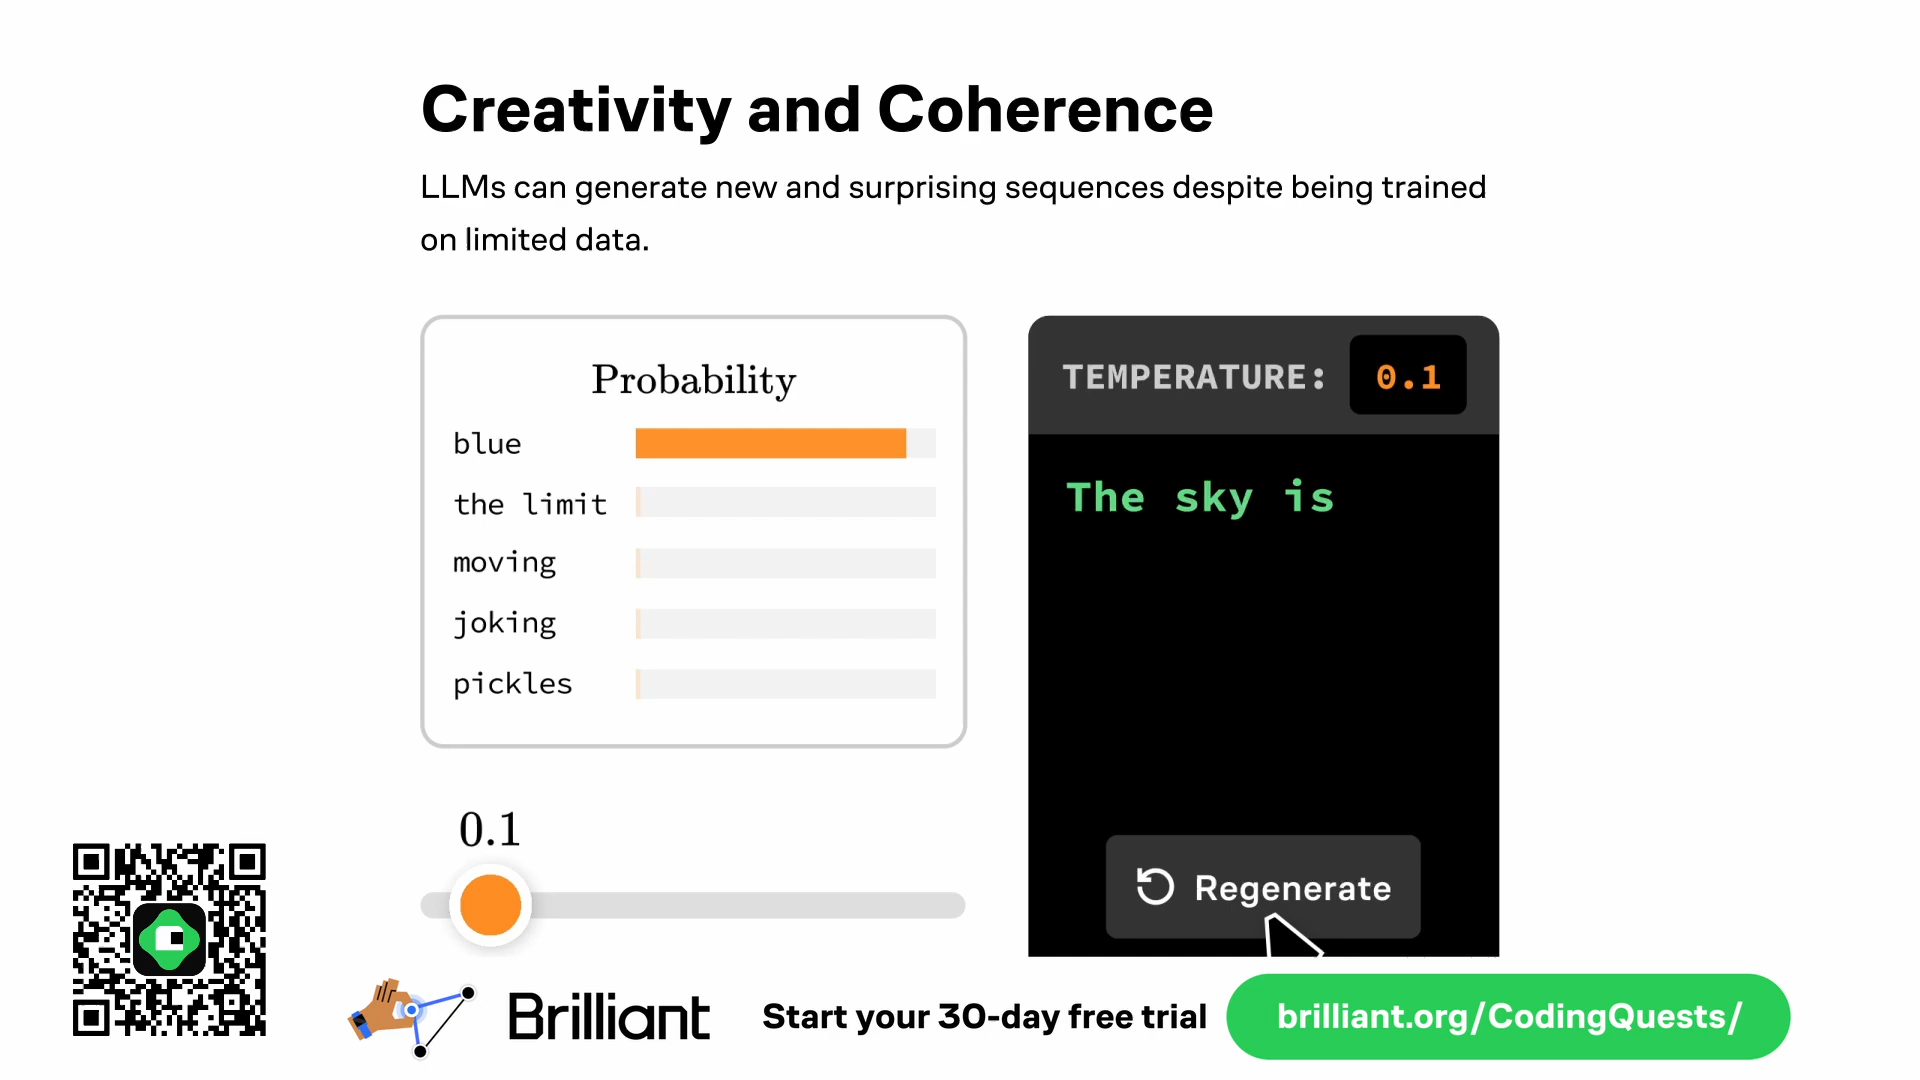 Creativity and Coherence
LLMs can generate new and surprising sequences despite being trained
on limited data.
Probability
blue
the limit
moving
joking
pickles
0.1
TEMPERATURE: 0.1
The sky is
Regenerate
Brilliant
Start your 30-day free trial
brilliant.org/CodingQuests/